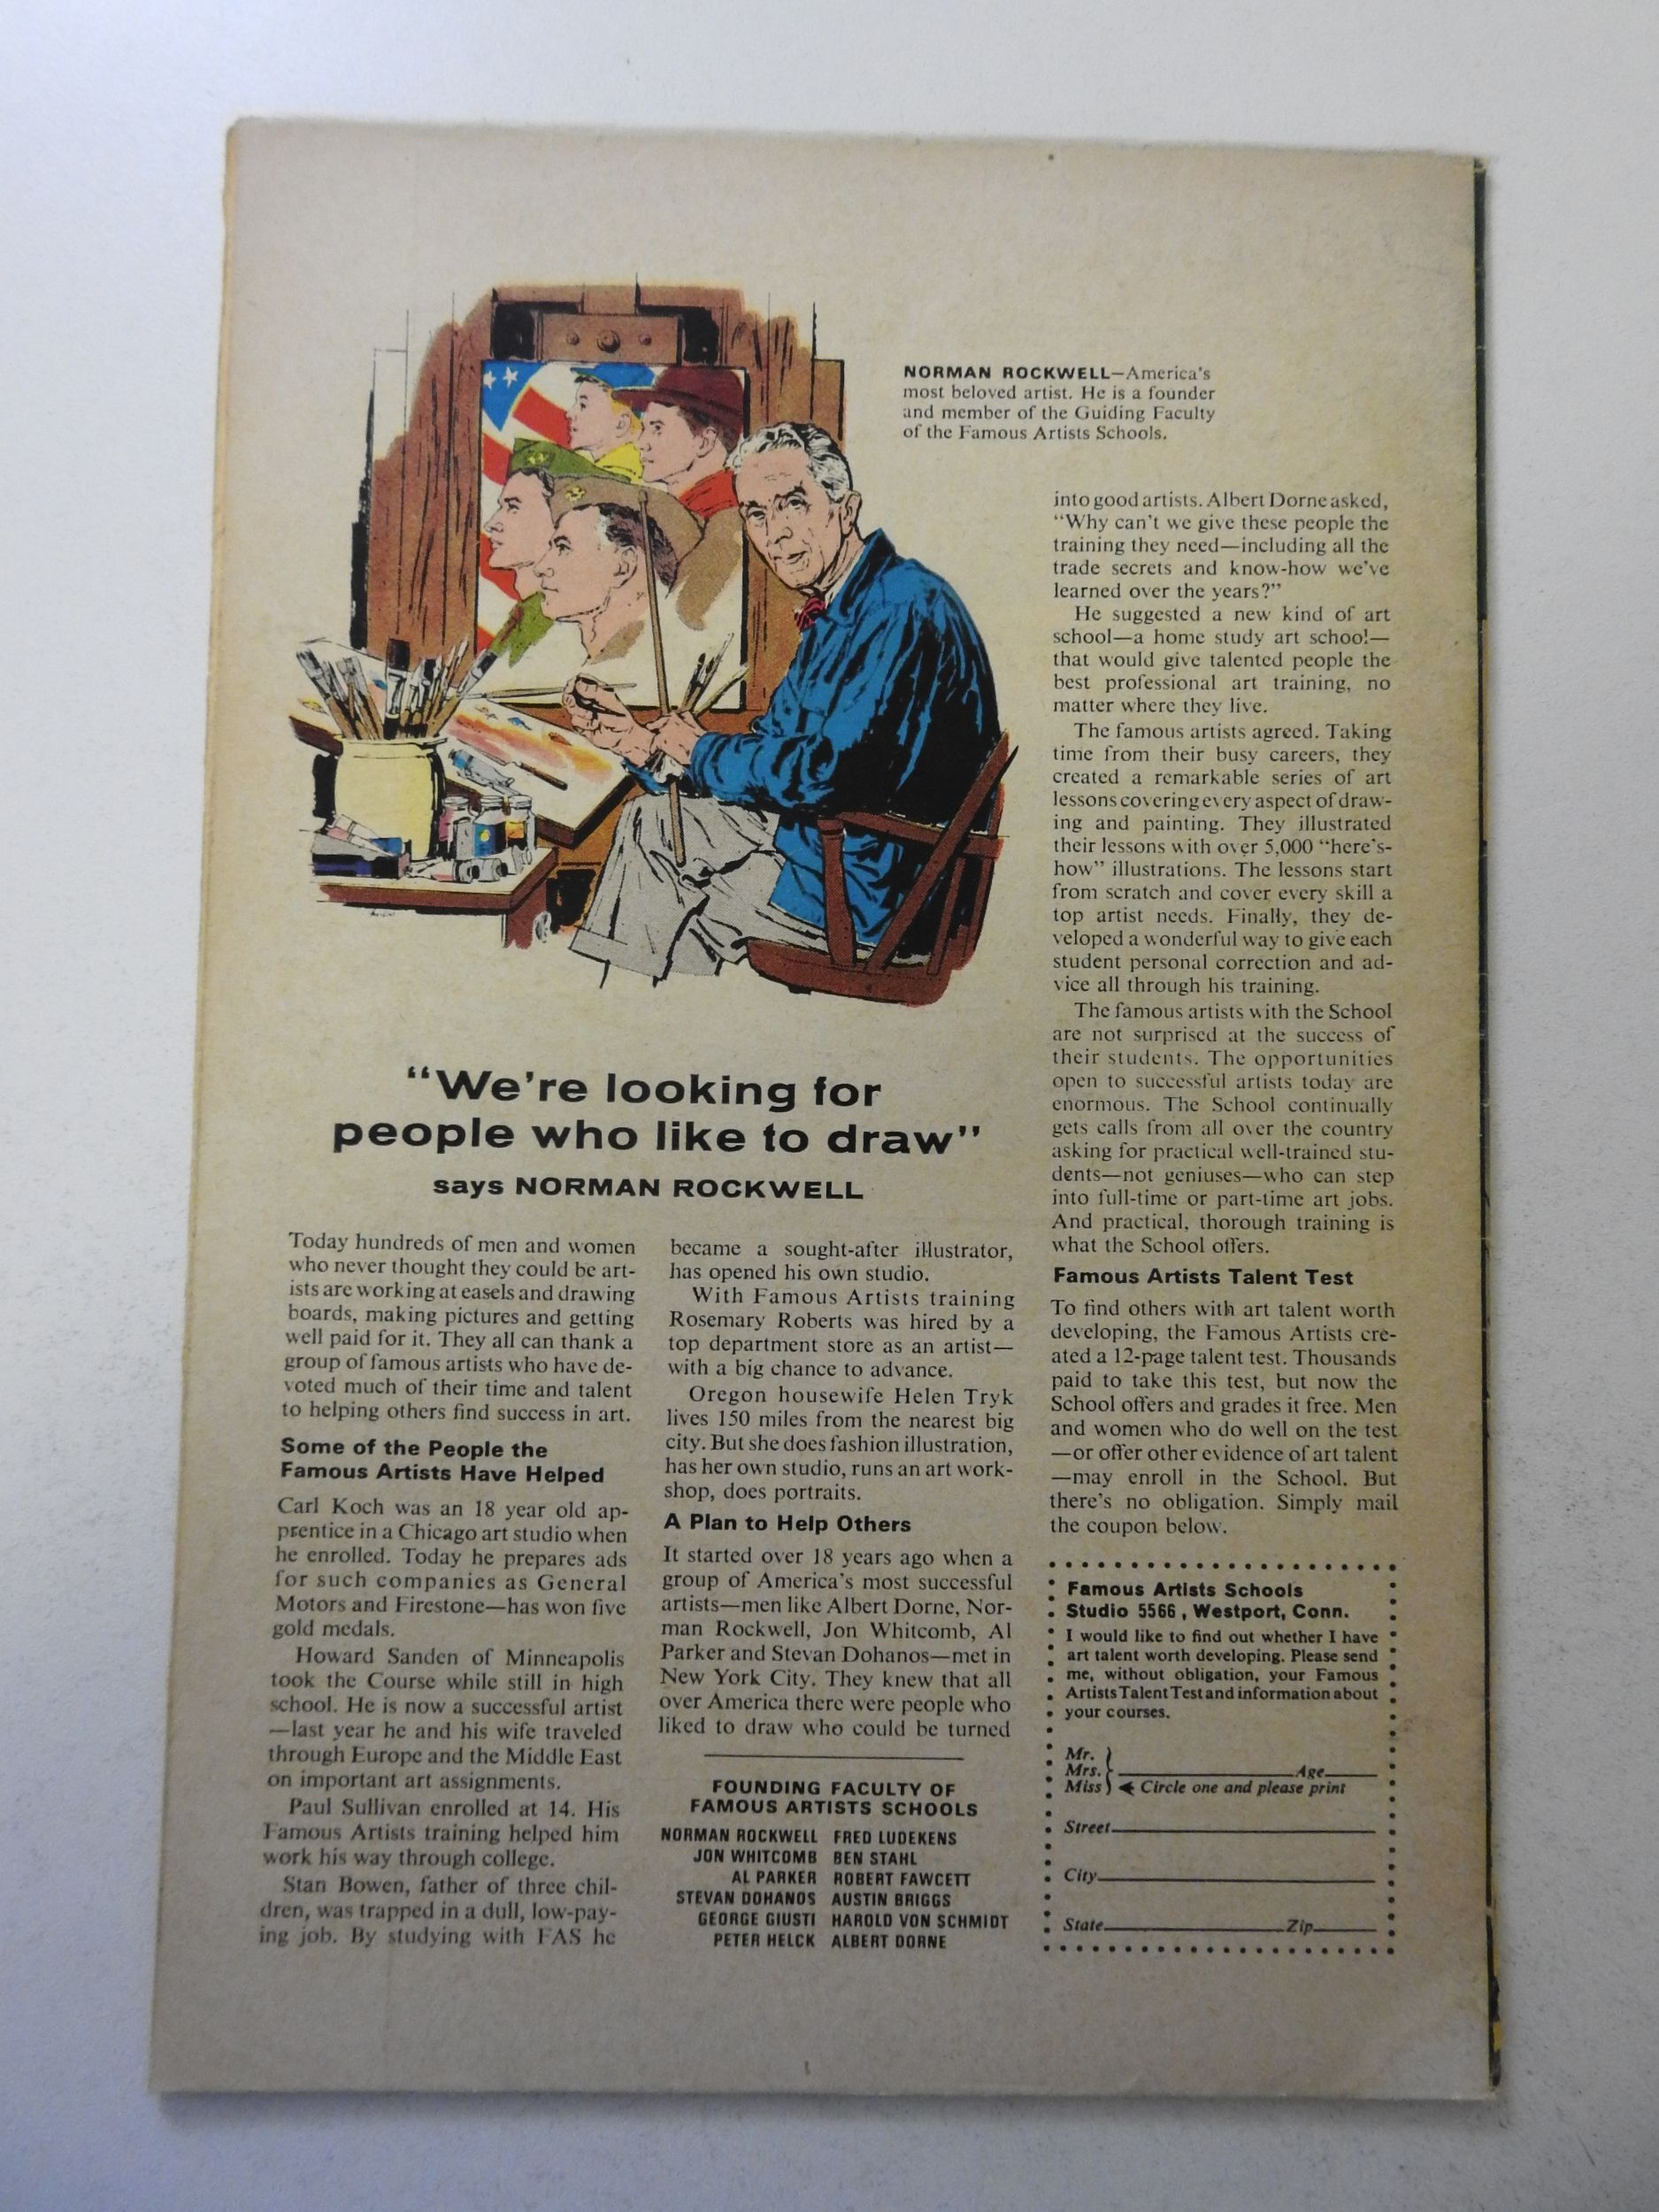 NORMAN ROCKWELL—America's
most beloved artist. He is a founder
and member of the Guiding Faculty
of the Famous Artists Schools.
"We're looking for
people who like to draw"
says NORMAN ROCKWELL
Today hundreds of men and women
who never thought they could be art-
ists are working at easels and drawing
boards, making pictures and getting
well paid for it. They all can thank a
group of famous artists who have de-
voted much of their time and talent
to helping others find success in art.
Some of the People the
Famous Artists Have Helped
Carl Koch was an 18 year old ap-
prentice in a Chicago art studio when
he enrolled. Today he prepares ads
for such companies as General
Motors and Firestone—has won five
gold medals.
Howard Sanden of Minneapolis
took the Course while still in high
school. He is now a successful artist
—last year he and his wife traveled
through Europe and the Middle East
on important art assignments.
Paul Sullivan enrolled at 14. His
Famous Artists training helped him
work his way through college.
Stan Bowen, father of three chil-
dren, was trapped in a dull, low-pay-
ing job. By studying with FAS he
became a sought-after illustrator,
has opened his own studio.
With Famous Artists training
Rosemary Roberts was hired by a
top department store as an artist—
with a big chance to advance.
Oregon housewife Helen Tryk
lives 150 miles from the nearest big
city. But she does fashion illustration,
has her own studio, runs an art work-
shop, does portraits.
A Plan to Help Others
It started over 18 years ago when a
group of America's most successful
artists—men like Albert Dorne, Nor-
man Rockwell, Jon Whitcomb, Al
Parker and Stevan Dohanos—met in
New York City. They knew that all
over America there were people who
liked to draw who could be turned
FOUNDING FACULTY OF
FAMOUS ARTISTS SCHOOLS
NORMAN ROCKWELL FRED LUDEKENS
JON WHITCOMB BEN STAHL
AL PARKER ROBERT FAWCETT
STEVAN DOHANOS AUSTIN BRIGGS
GEORGE GIUSTI HAROLD VON SCHMIDT
PETER HELCK ALBERT DORNE
into good artists. Albert Dorne asked,
"Why can't we give these people the
training they need—including all the
trade secrets and know-how we've
learned over the years?"
He suggested a new kind of art
school—a home study art school—
that would give talented people the
best professional art training, no
matter where they live.
The famous artists agreed. Taking
time from their busy careers, they
created a remarkable series of art
lessons covering every aspect of draw-
ing and painting. They illustrated
their lessons with over 5,000 "here's-
how" illustrations. The lessons start
from scratch and cover every skill a
top artist needs. Finally, they de-
veloped a wonderful way to give each
student personal correction and ad-
vice all through his training.
The famous artists with the School
are not surprised at the success of
their students. The opportunities
open to successful artists today are
enormous. The School continually
gets calls from all over the country
asking for practical well-trained stu-
dents—not geniuses—who can step
into full-time or part-time art jobs.
And practical, thorough training is
what the School offers.
Famous Artists Talent Test
To find others with art talent worth
developing, the Famous Artists cre-
ated a 12-page talent test. Thousands
paid to take this test, but now the
School offers and grades it free. Men
and women who do well on the test
—or offer other evidence of art talent
—may enroll in the School. But
there's no obligation. Simply mail
the coupon below.
Famous Artists Schools
Studio 5566, Westport, Conn.
I would like to find out whether I have
art talent worth developing. Please send
me, without obligation, your Famous
Artists Talent Test and information about
your courses.
Mr.
Mrs. Age
Miss Circle one and please print
Street
City
State Zip